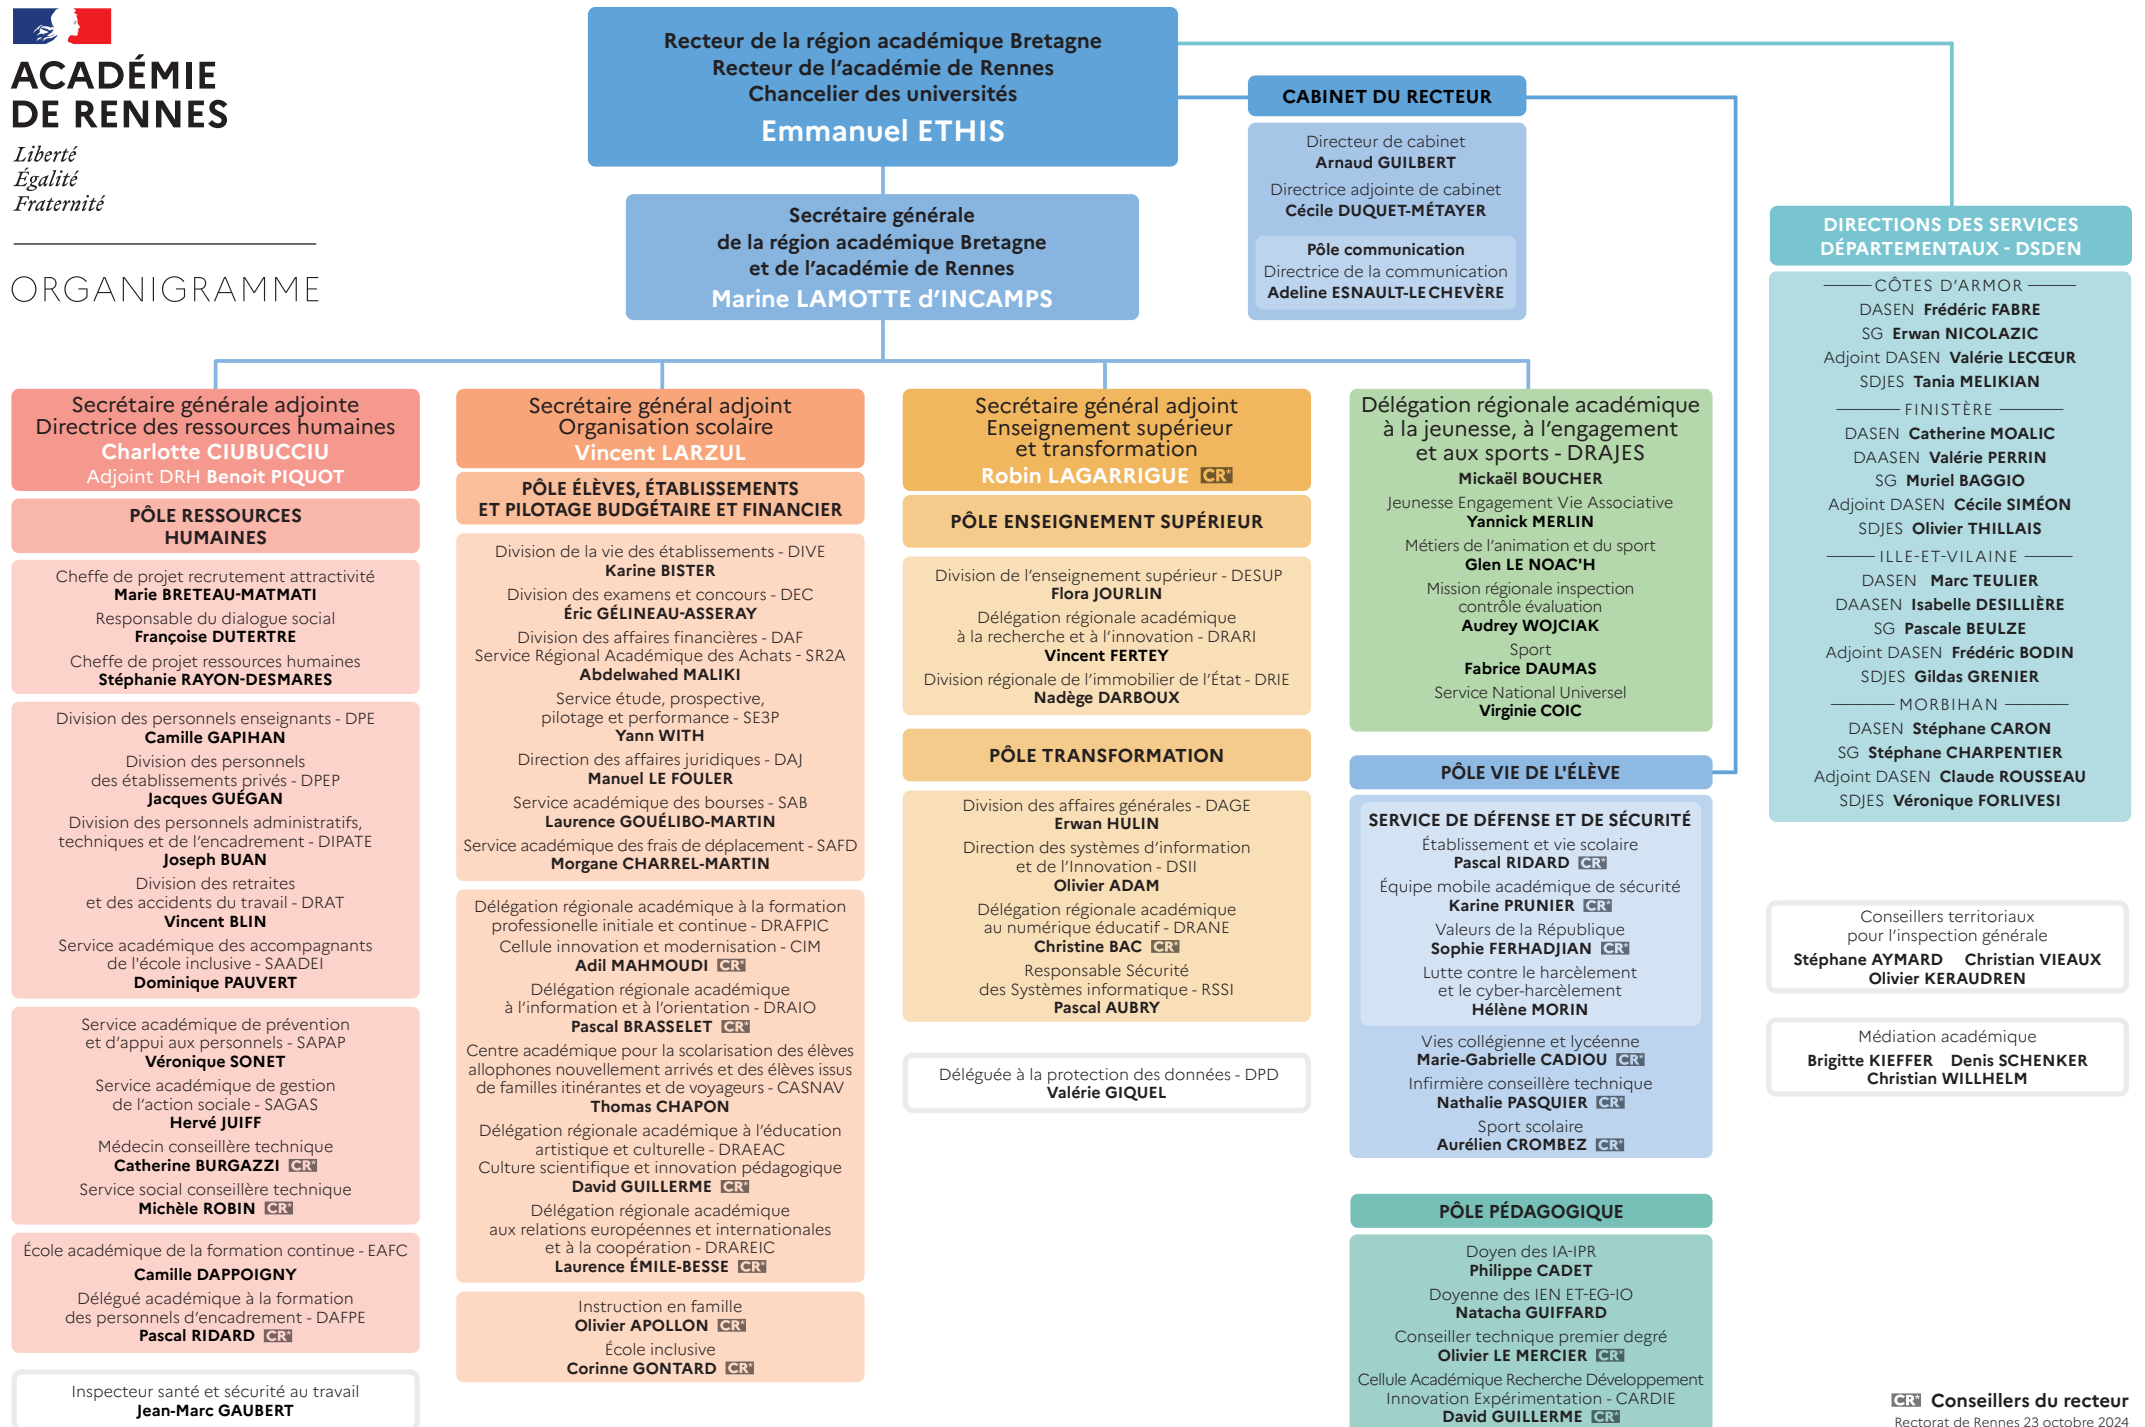 ACADÉMIE
DE RENNES
Liberté
Égalité
Fraternité
ORGANIGRAMME
Recteur de la région académique Bretagne
Recteur de l'académie de Rennes
Chancelier des universités
Emmanuel ETHIS
Secrétaire générale
de la région académique Bretagne
et de l'académie de Rennes
Marine LAMOTTE d'INCAMPS
CABINET DU RECTEUR
Directeur de cabinet
Arnaud GUILBERT
Directrice adjointe de cabinet
Cécile DUQUET-MÉTAYER
Pôle communication
Directrice de la communication
Adeline ESNAULT-LE CHEVÈRE
Secrétaire générale adjointe
Directrice des ressources humaines
Charlotte CIUBUCCIU
Adjoint DRH Benoit PIQUOT
PÔLE RESSOURCES
HUMAINES
Cheffe de projet recrutement attractivité
Marie BRETEAU-MATMATI
Responsable du dialogue social
Françoise DUTERTRE
Cheffe de projet ressources humaines
Stéphanie RAYON-DESMARES
Division des personnels enseignants - DPE
Camille GAPIHAN
Division des personnels
des établissements privés - DPEP
Jacques GUÉGAN
Division des personnels administratifs,
techniques et de l'encadrement - DIPATE
Joseph BUAN
Division des retraites
et des accidents du travail - DRAT
Vincent BLIN
Service académique des accompagnants
de l'école inclusive - SAADEI
Dominique PAUVERT
Service académique de prévention
et d'appui aux personnels - SAPAP
Véronique SONET
Service académique de gestion
de l'action sociale - SAGAS
Hervé JUIFF
Médecin conseillère technique
Catherine BURGAZZI CR*
Service social conseillère technique
Michèle ROBIN CR*
École académique de la formation continue - EAFC
Camille DAPPOIGNY
Délégué académique à la formation
des personnels d'encadrement - DAFPE
Pascal RIDARD CR*
Inspecteur santé et sécurité au travail
Jean-Marc GAUBERT
Secrétaire général adjoint
Organisation scolaire
Vincent LARZUL
PÔLE ÉLÈVES, ÉTABLISSEMENTS
ET PILOTAGE BUDGÉTAIRE ET FINANCIER
Division de la vie des établissements - DIVE
Karine BISTER
Division des examens et concours - DEC
Éric GÉLINEAU-ASSERAY
Division des affaires financières - DAF
Service Régional Académique des Achats - SR2A
Abdelwahed MALIKI
Service étude, prospective,
pilotage et performance - SE3P
Yann WITH
Direction des affaires juridiques - DAJ
Manuel LE FOULER
Service académique des bourses - SAB
Laurence GOUÉLIBO-MARTIN
Service académique des frais de déplacement - SAFD
Morgane CHARREL-MARTIN
Délégation régionale académique à la formation
professionelle initiale et continue - DRAFPIC
Cellule innovation et modernisation - CIM
Adil MAHMOUDI CR*
Délégation régionale académique
à l'information et à l'orientation - DRAIO
Pascal BRASSELET CR*
Centre académique pour la scolarisation des élèves
allophones nouvellement arrivés et des élèves issus
de familles itinérantes et de voyageurs - CASNAV
Thomas CHAPON
Délégation régionale académique à l'éducation
artistique et culturelle - DRAEAC
Culture scientifique et innovation pédagogique
David GUILLERME CR*
Délégation régionale académique
aux relations européennes et internationales
et à la coopération - DRAREIC
Laurence ÉMILE-BESSE CR*
Instruction en famille
Olivier APOLLON CR*
École inclusive
Corinne GONTARD CR*
Secrétaire général adjoint
Enseignement supérieur
et transformation
Robin LAGARRIGUE CR*
PÔLE ENSEIGNEMENT SUPÉRIEUR
Division de l'enseignement supérieur - DESUP
Flora JOURLIN
Délégation régionale académique
à la recherche et à l'innovation - DRARI
Vincent FERTEY
Division régionale de l'immobilier de l'État - DRIE
Nadège DARBOUX
PÔLE TRANSFORMATION
Division des affaires générales - DAGE
Erwan HULIN
Direction des systèmes d'information
et de l'Innovation - DSII
Olivier ADAM
Délégation régionale académique
au numérique éducatif - DRANE
Christine BAC CR*
Responsable Sécurité
des Systèmes informatique - RSSI
Pascal AUBRY
Déléguée à la protection des données - DPD
Valérie GIQUEL
Délégation régionale académique
à la jeunesse, à l'engagement
et aux sports - DRAJES
Mickaël BOUCHER
Jeunesse Engagement Vie Associative
Yannick MERLIN
Métiers de l'animation et du sport
Glen LE NOAC'H
Mission régionale inspection
contrôle évaluation
Audrey WOJCIAK
Sport
Fabrice DAUMAS
Service National Universel
Virginie COIC
PÔLE VIE DE L'ÉLÈVE
SERVICE DE DÉFENSE ET DE SÉCURITÉ
Établissement et vie scolaire
Pascal RIDARD CR*
Équipe mobile académique de sécurité
Karine PRUNIER CR*
Valeurs de la République
Sophie FERHADJIAN CR*
Lutte contre le harcèlement
et le cyber-harcèlement
Hélène MORIN
Vies collégienne et lycéenne
Marie-Gabrielle CADIOU CR*
Infirmière conseillère technique
Nathalie PASQUIER CR*
Sport scolaire
Aurélien CROMBEZ CR*
PÔLE PÉDAGOGIQUE
Doyen des IA-IPR
Philippe CADET
Doyenne des IEN ET-EG-IO
Natacha GUIFFARD
Conseiller technique premier degré
Olivier LE MERCIER CR*
Cellule Académique Recherche Développement
Innovation Expérimentation - CARDIE
David GUILLERME CR*
DIRECTIONS DES SERVICES
DÉPARTEMENTAUX - DSDEN
CÔTES D'ARMOR
DASEN Frédéric FABRE
SG Erwan NICOLAZIC
Adjoint DASEN Valérie LECŒUR
SDJES Tania MELIKIAN
FINISTÈRE
DASEN Catherine MOALIC
DAASEN Valérie PERRIN
SG Muriel BAGGIO
Adjoint DASEN Cécile SIMÉON
SDJES Olivier THILLAIS
ILLE-ET-VILAINE
DASEN Marc TEULIER
DAASEN Isabelle DESILLIÈRE
SG Pascale BEULZE
Adjoint DASEN Frédéric BODIN
SDJES Gildas GRENIER
MORBIHAN
DASEN Stéphane CARON
SG Stéphane CHARPENTIER
Adjoint DASEN Claude ROUSSEAU
SDJES Véronique FORLIVESI
Conseillers territoriaux
pour l'inspection générale
Stéphane AYMARD Christian VIEAUX
Olivier KERAUDREN
Médiation académique
Brigitte KIEFFER Denis SCHENKER
Christian WILLHELM
CR* Conseillers du recteur
Rectorat de Rennes 23 octobre 2024